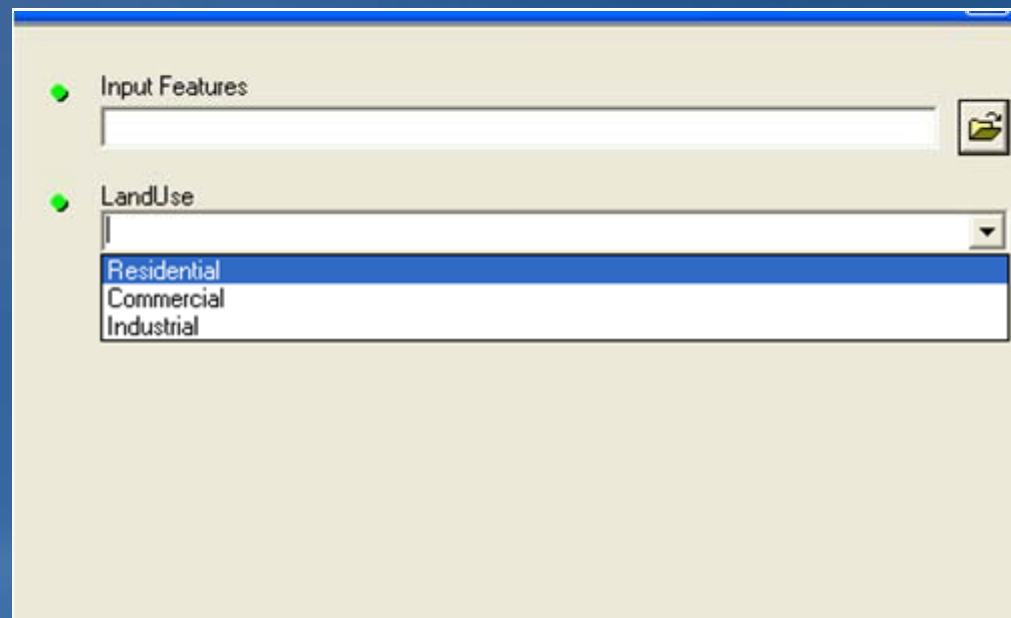 Input Features
LandUse
Residential
Commercial
Industrial